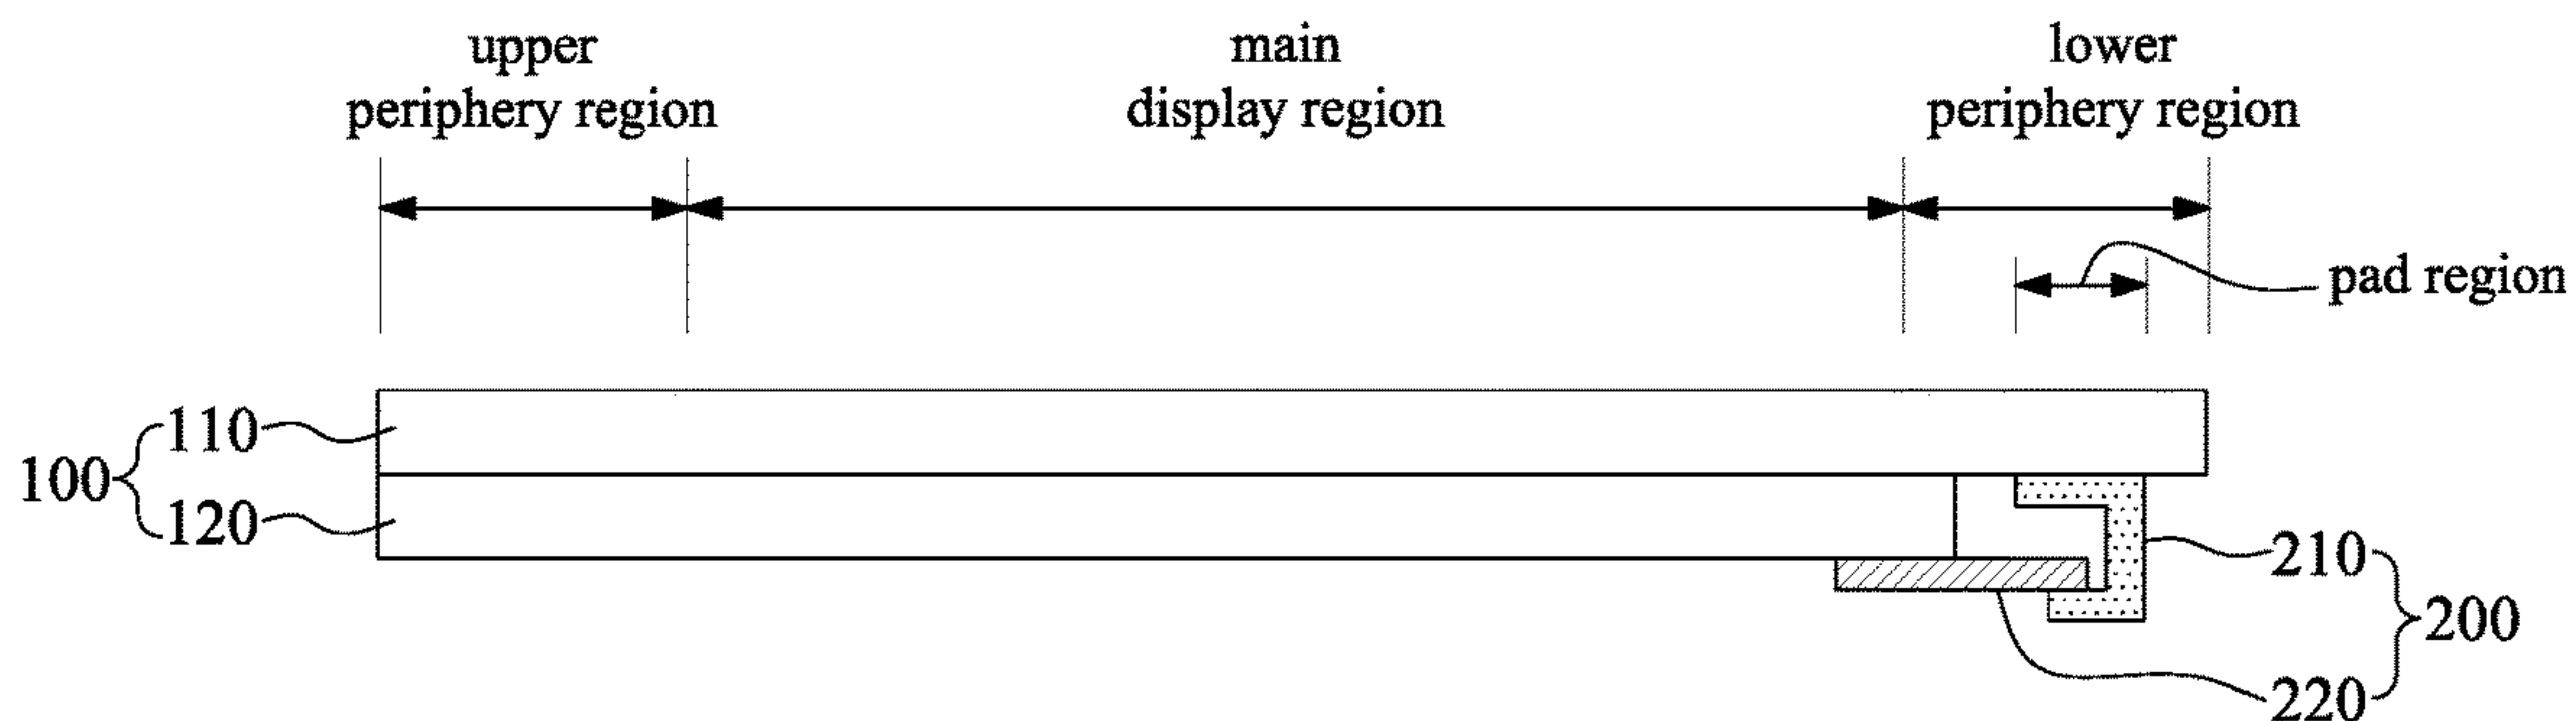 upper
periphery region
main
display region
lower
periphery region
pad region
100
110
120
210
220
200